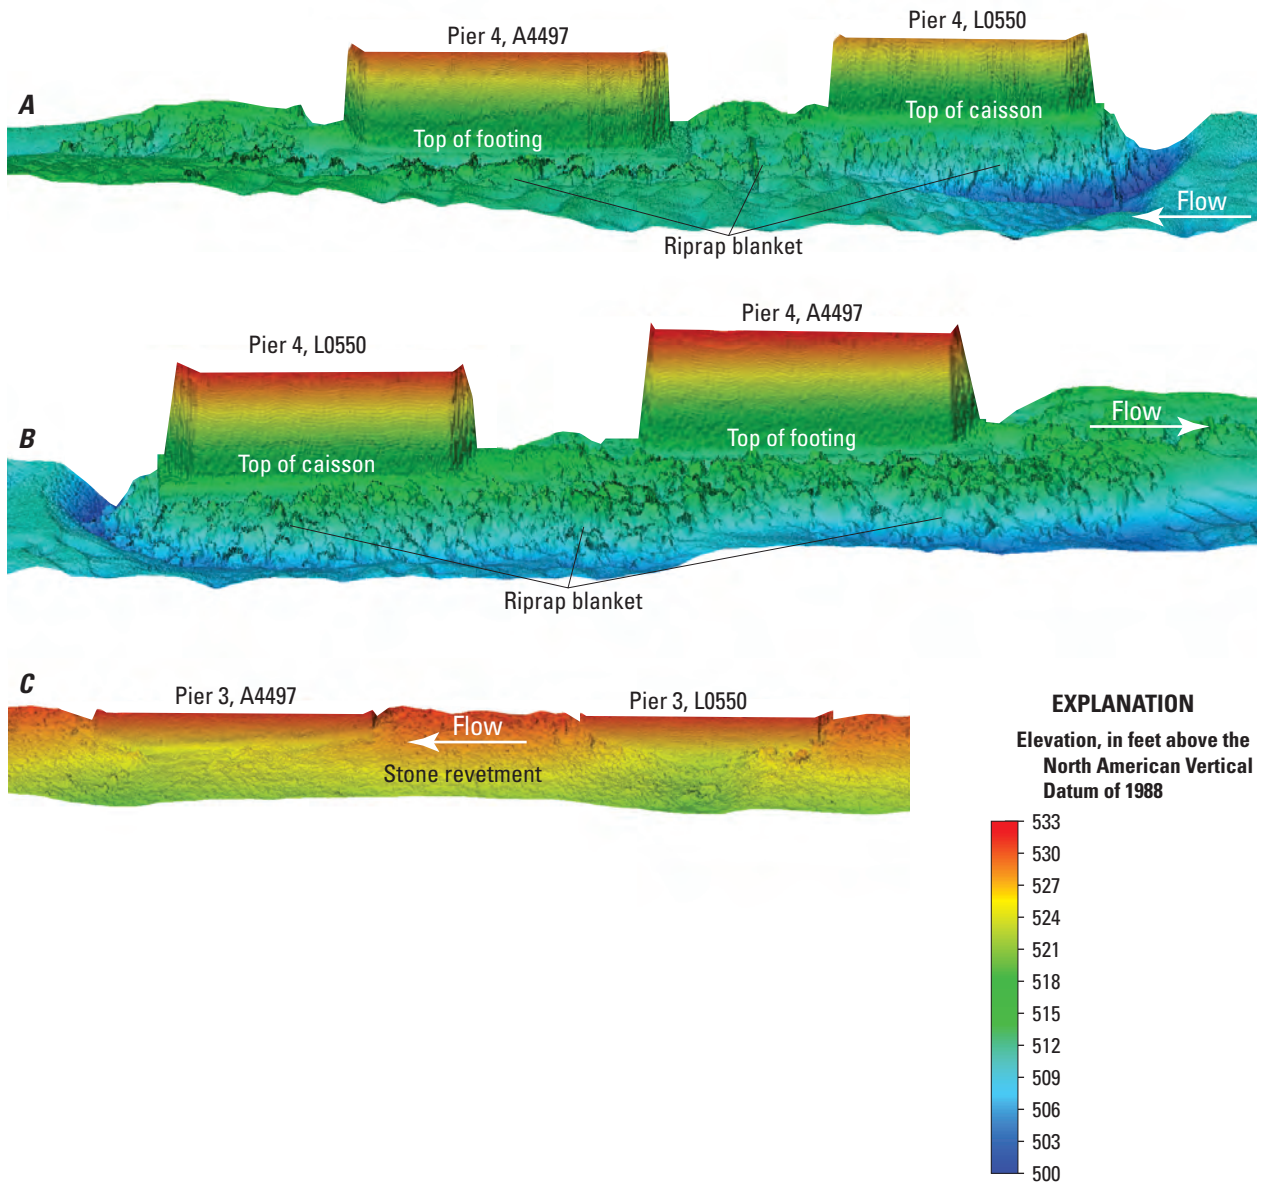 Pier 4, A4497
Pier 4, L0550
A
Top of footing
Top of caisson
Flow
Riprap blanket
Pier 4, A4497
Pier 4, L0550
B
Flow
Top of footing
Top of caisson
Riprap blanket
C
Pier 3, A4497
Pier 3, L0550
Flow
Stone revetment
EXPLANATION
Elevation, in feet above the
North American Vertical
Datum of 1988
533
530
527
524
521
518
515
512
509
506
503
500